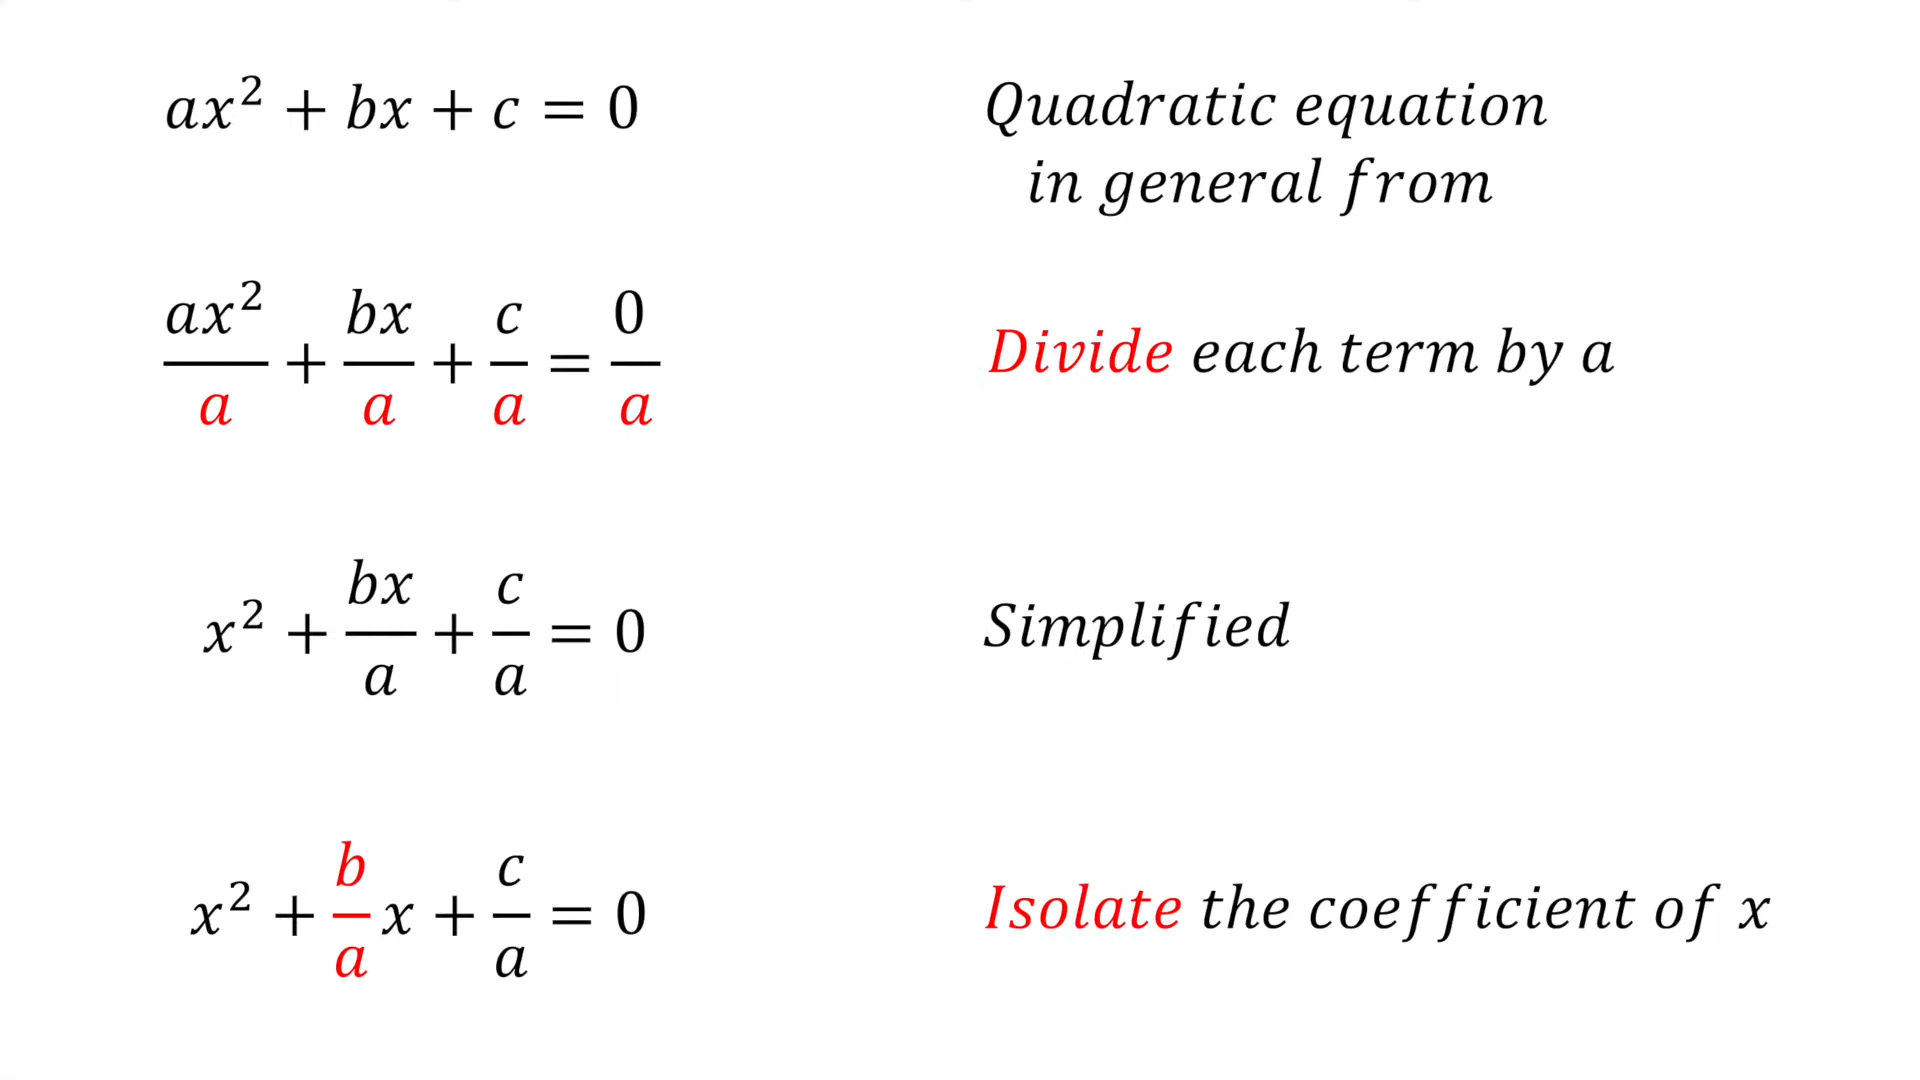 ax² + bx + c = 0
Quadratic equation
in general from
ax²/a + bx/a + c/a = 0/a
Divide each term by a
x² + bx/a + c/a = 0
Simplified
x² + b/a x + c/a = 0
Isolate the coefficient of x